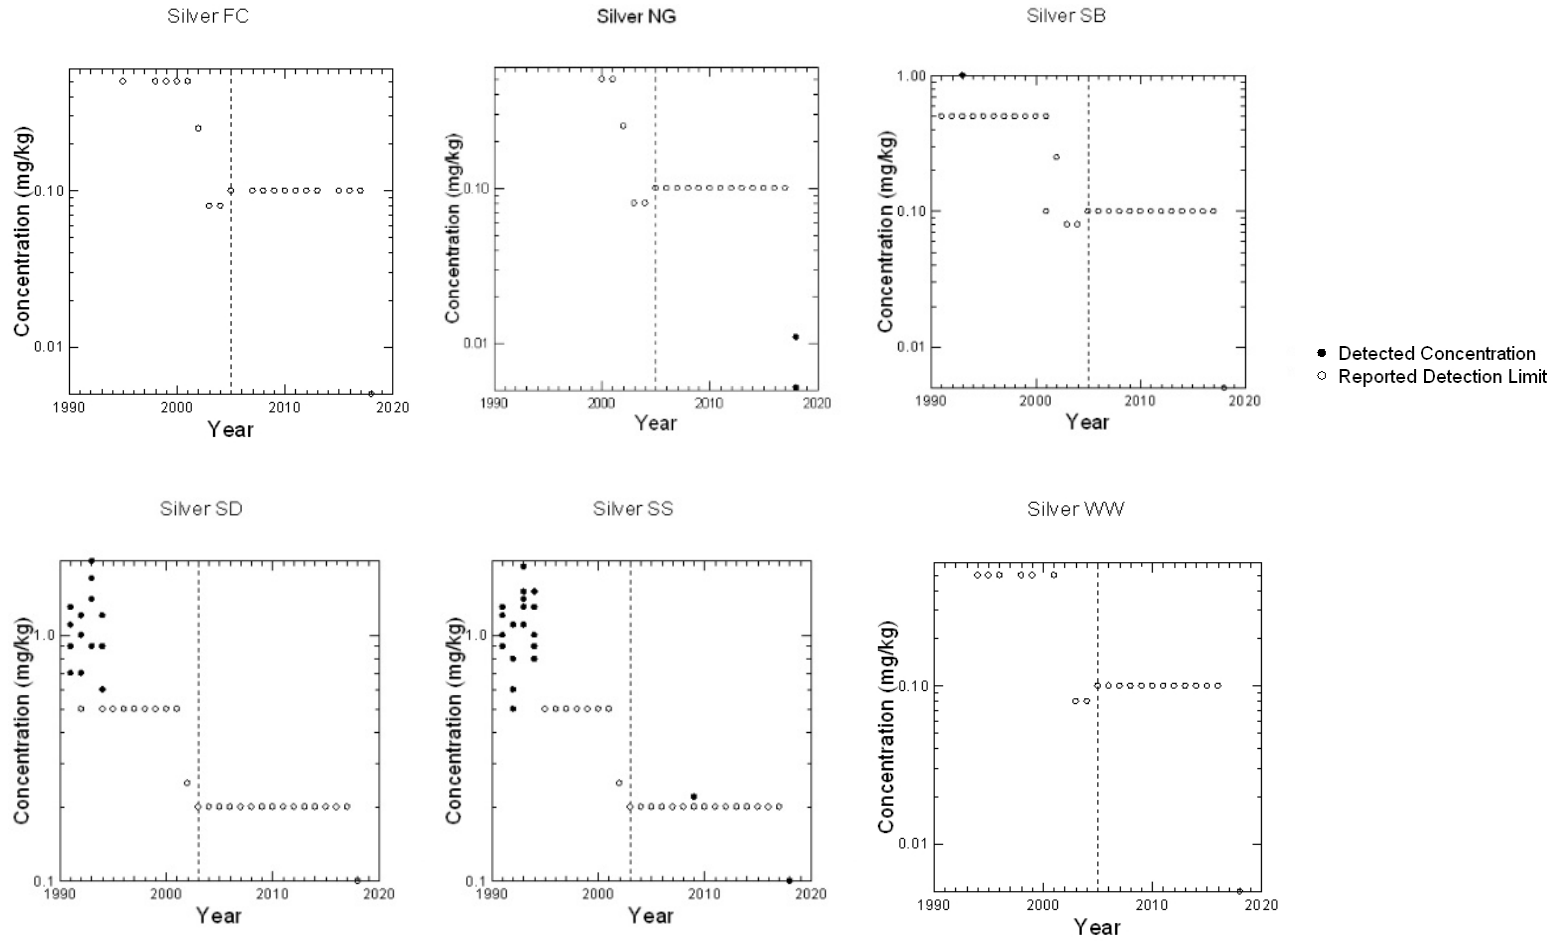 Silver FC
Silver NG
Silver SB
Concentration (mg/kg)
0.10
0.01
1990
2000
2010
2020
Year
Concentration (mg/kg)
0.10
0.01
1990
2000
2010
2020
Year
Concentration (mg/kg)
1.00
0.10
0.01
1990
2000
2010
2020
Year
Detected Concentration
Reported Detection Limit
Silver SD
Silver SS
Silver WW
Concentration (mg/kg)
1.0
0.1
1990
2000
2010
2020
Year
Concentration (mg/kg)
1.0
0.1
1990
2000
2010
2020
Year
Concentration (mg/kg)
0.10
0.01
1990
2000
2010
2020
Year